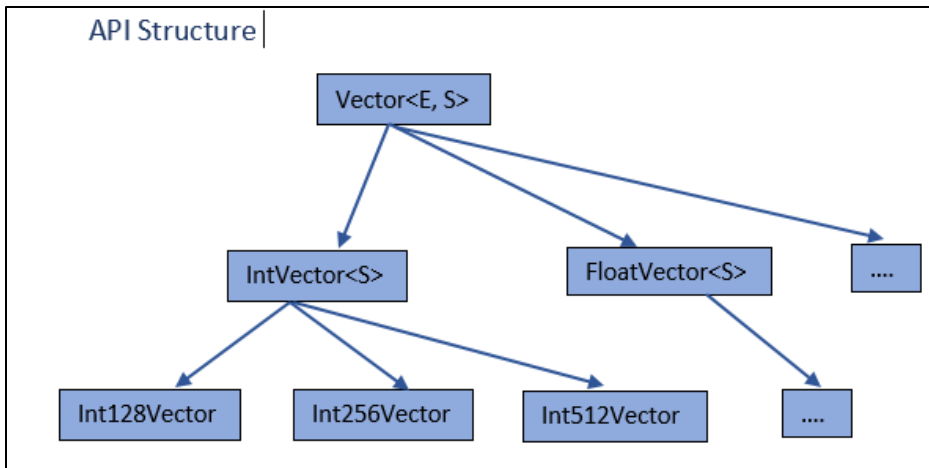 API Structure
Vector<E, S>
IntVector<S>
FloatVector<S>
....
Int128Vector
Int256Vector
Int512Vector
....